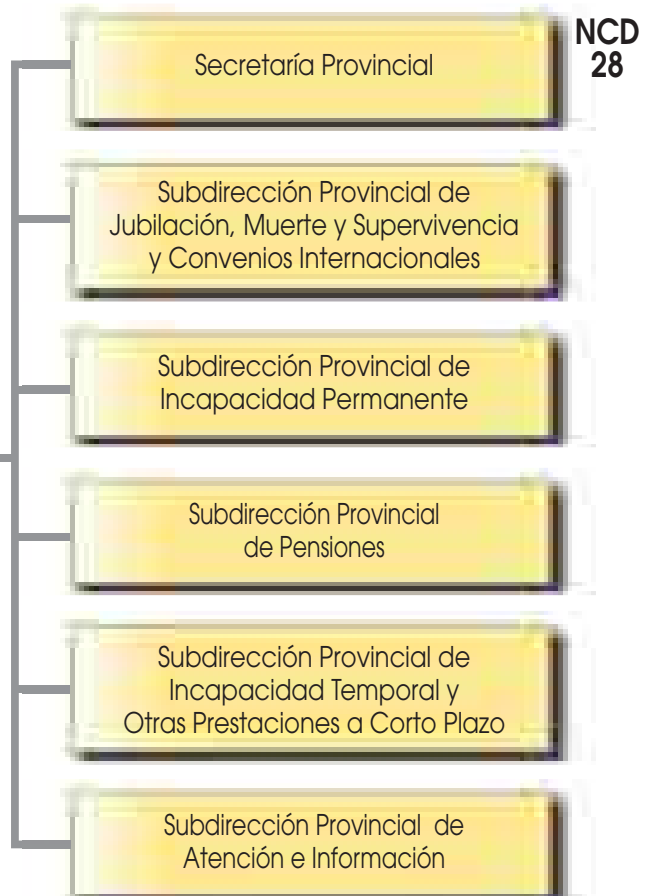 Secretaría Provincial
NCD
28
Subdirección Provincial de
Jubilación, Muerte y Supervivencia
y Convenios Internacionales
Subdirección Provincial de
Incapacidad Permanente
Subdirección Provincial
de Pensiones
Subdirección Provincial de
Incapacidad Temporal y
Otras Prestaciones a Corto Plazo
Subdirección Provincial de
Atención e Información